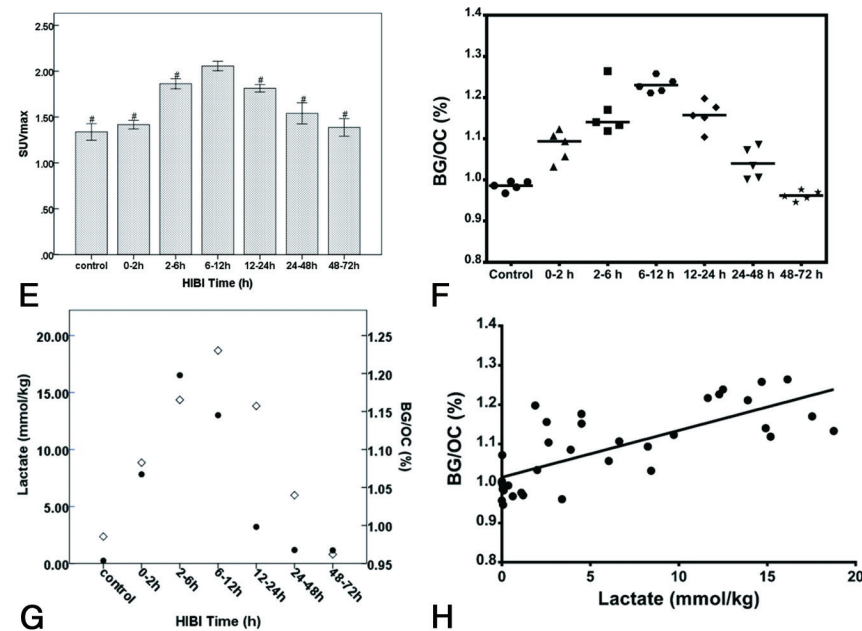 2.50
2.00
1.50
1.00
.50
.00
SUVmax
# # # # # #
control 0-2h 2-6h 6-12h 12-24h 24-48h 48-72h
HIBI Time (h)
E
1.4
1.3
1.2
1.1
1.0
0.9
0.8
BG/OC (%)
Control 0-2 h 2-6 h 6-12 h 12-24 h 24-48 h 48-72 h
F
20.00
15.00
10.00
5.00
0.00
Lactate (mmol/kg)
1.25
1.20
1.15
1.10
1.05
1.00
0.95
BG/OC (%)
control 0-2h 2-6h 6-12h 12-24h 24-48h 48-72h
HIBI Time (h)
G
1.4
1.3
1.2
1.1
1.0
0.9
0.8
BG/OC (%)
0 5 10 15 20
Lactate (mmol/kg)
H